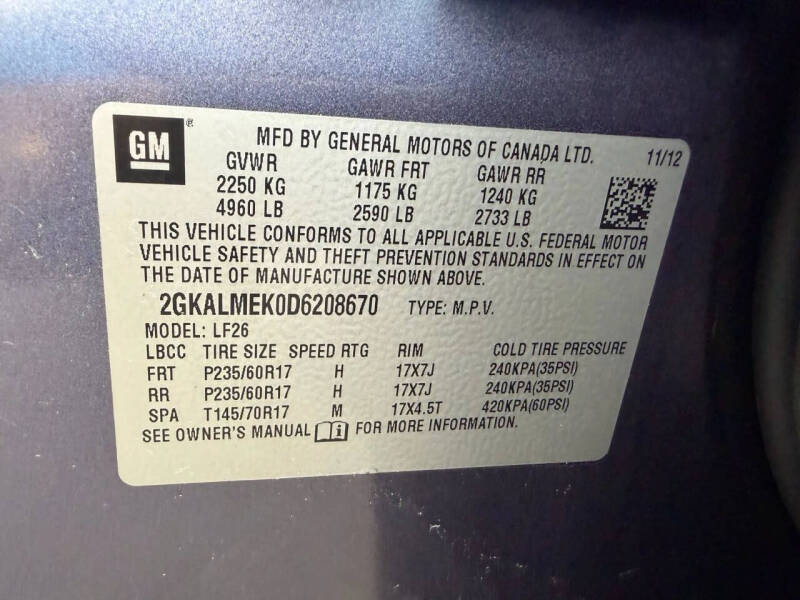 GM ®
MFD BY GENERAL MOTORS OF CANADA LTD. 11/12
GVWR GAWR FRT GAWR RR
2250 KG 1175 KG 1240 KG
4960 LB 2590 LB 2733 LB
THIS VEHICLE CONFORMS TO ALL APPLICABLE U.S. FEDERAL MOTOR
VEHICLE SAFETY AND THEFT PREVENTION STANDARDS IN EFFECT ON
THE DATE OF MANUFACTURE SHOWN ABOVE.
2GKALMEK0D6208670 TYPE: M.P.V.
MODEL: LF26
LBCC TIRE SIZE SPEED RTG RIM COLD TIRE PRESSURE
FRT P235/60R17 H 17X7J 240KPA(35PSI)
RR P235/60R17 H 17X7J 240KPA(35PSI)
SPA T145/70R17 M 17X4.5T 420KPA(60PSI)
SEE OWNER'S MANUAL i FOR MORE INFORMATION.